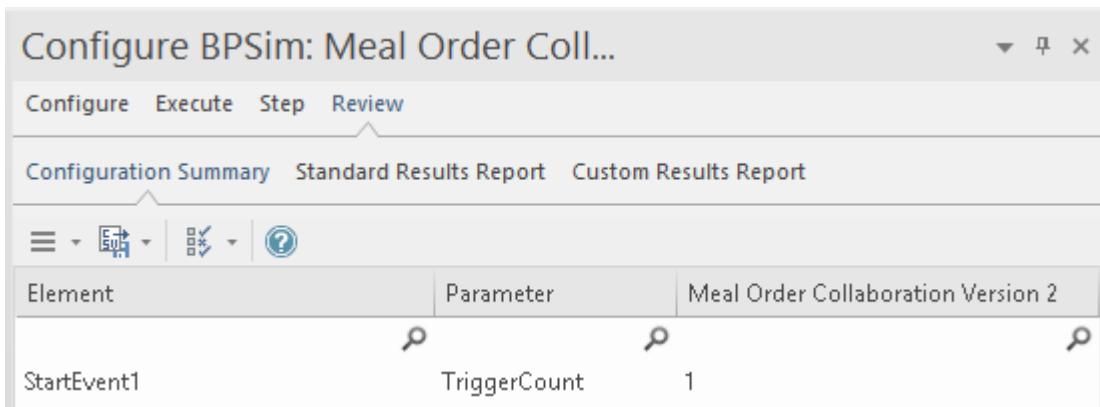 Configure BPSim: Meal Order Coll...
Configure Execute Step Review
Configuration Summary Standard Results Report Custom Results Report
Element Parameter Meal Order Collaboration Version 2
StartEvent1 TriggerCount 1